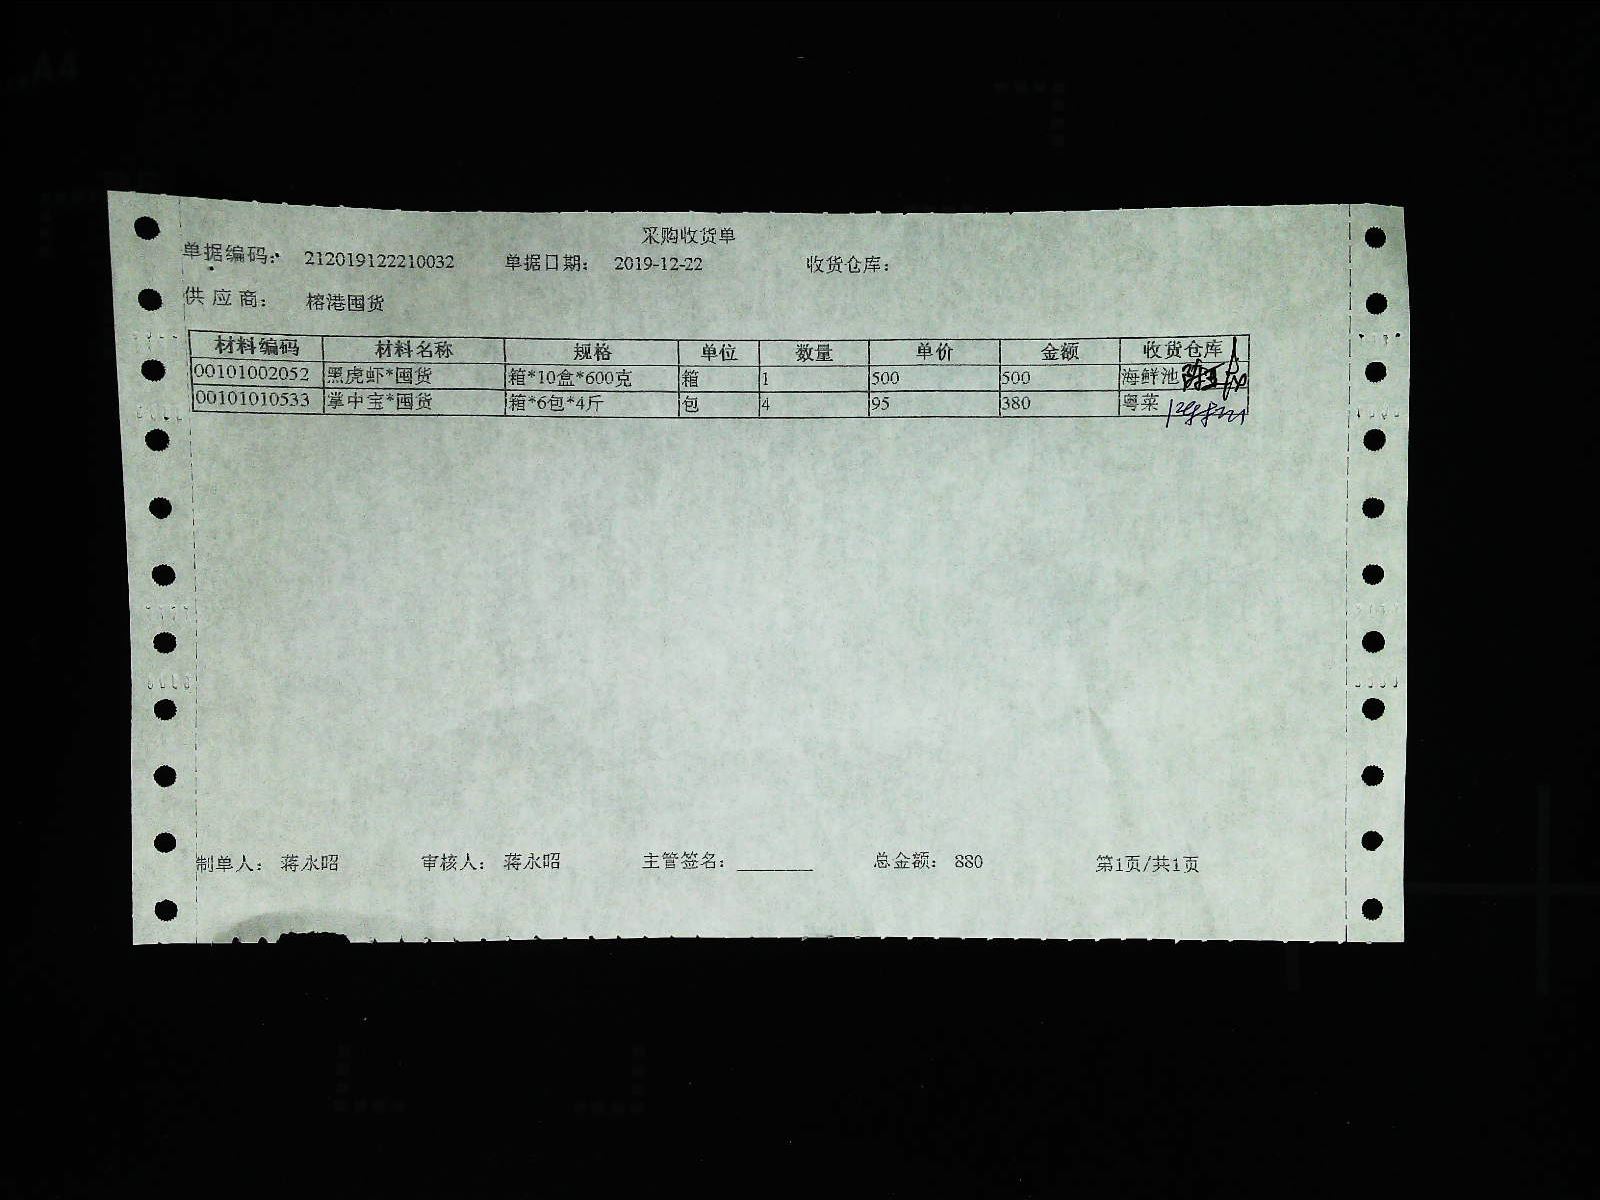 采购收货单
单据编码: 212019122210032 单据日期: 2019-12-22 收货仓库:
供应商: 榕港囤货
材料编码 材料名称 规格 单位 数量 单价 金额 收货仓库
00101002052 黑虎虾*囤货 箱*10盒*600克 箱 1 500 500 海鲜池
00101010533 掌中宝*囤货 箱*6包*4斤 包 4 95 380 粤菜
制单人: 蒋永昭 审核人: 蒋永昭 主管签名: 总金额: 880 第1页/共1页